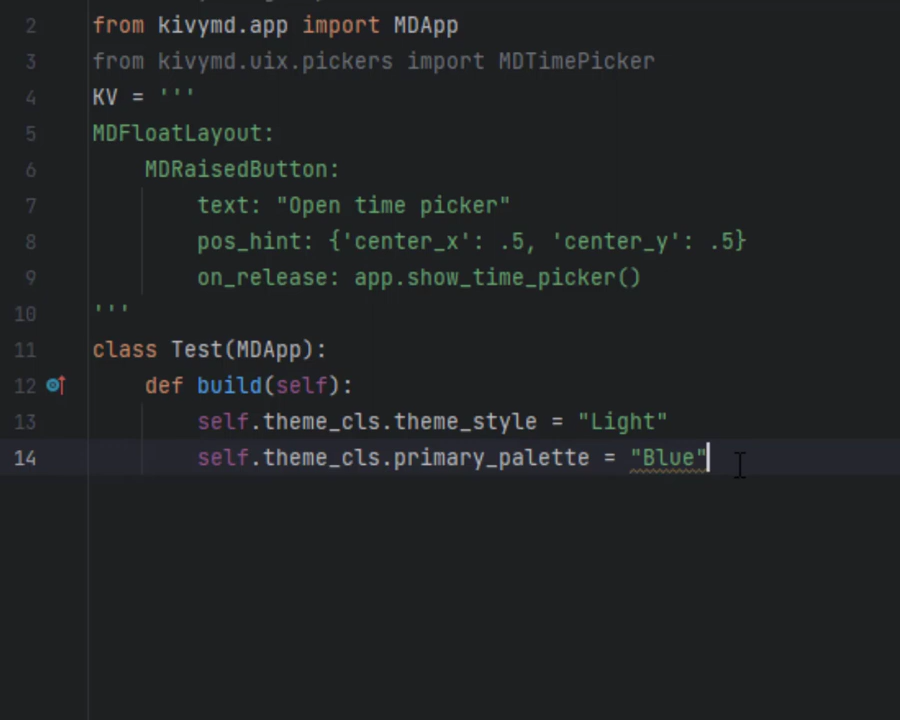 2 from kivymd.app import MDApp
3 from kivymd.uix.pickers import MDTimePicker
4 KV = '''
5 MDFloatLayout:
6     MDRaisedButton:
7         text: "Open time picker"
8         pos_hint: {'center_x': .5, 'center_y': .5}
9         on_release: app.show_time_picker()
10 '''
11 class Test(MDApp):
12     def build(self):
13         self.theme_cls.theme_style = "Light"
14         self.theme_cls.primary_palette = "Blue"